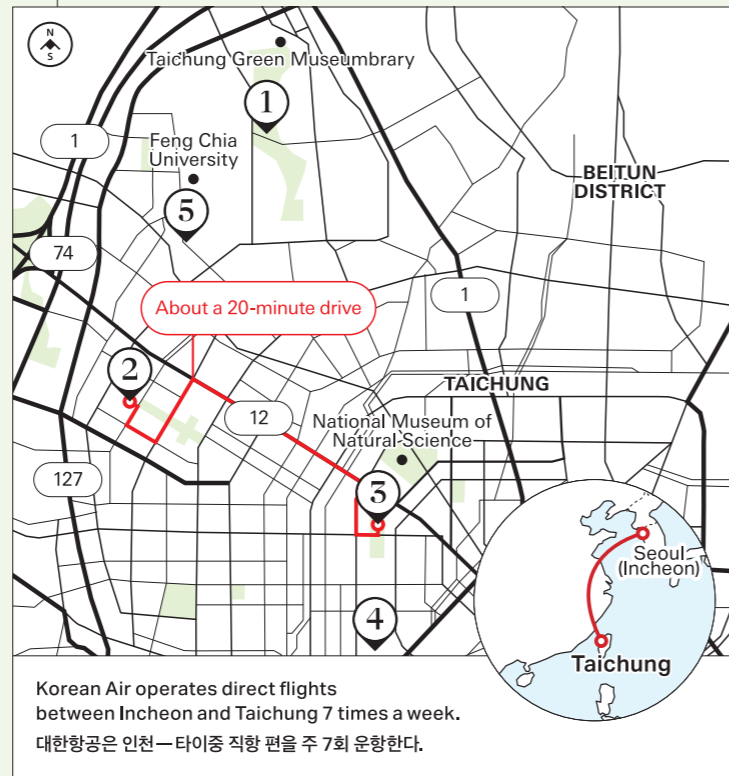 N
S
Taichung Green Museumbrary
1
1
Feng Chia
University
BEITUN
DISTRICT
5
74
About a 20-minute drive
1
2
TAICHUNG
12
National Museum of
Natural Science
127
3
Seoul
(Incheon)
4
Taichung
Korean Air operates direct flights
between Incheon and Taichung 7 times a week.
대한항공은 인천—타이중 직항 편을 주 7회 운항한다.